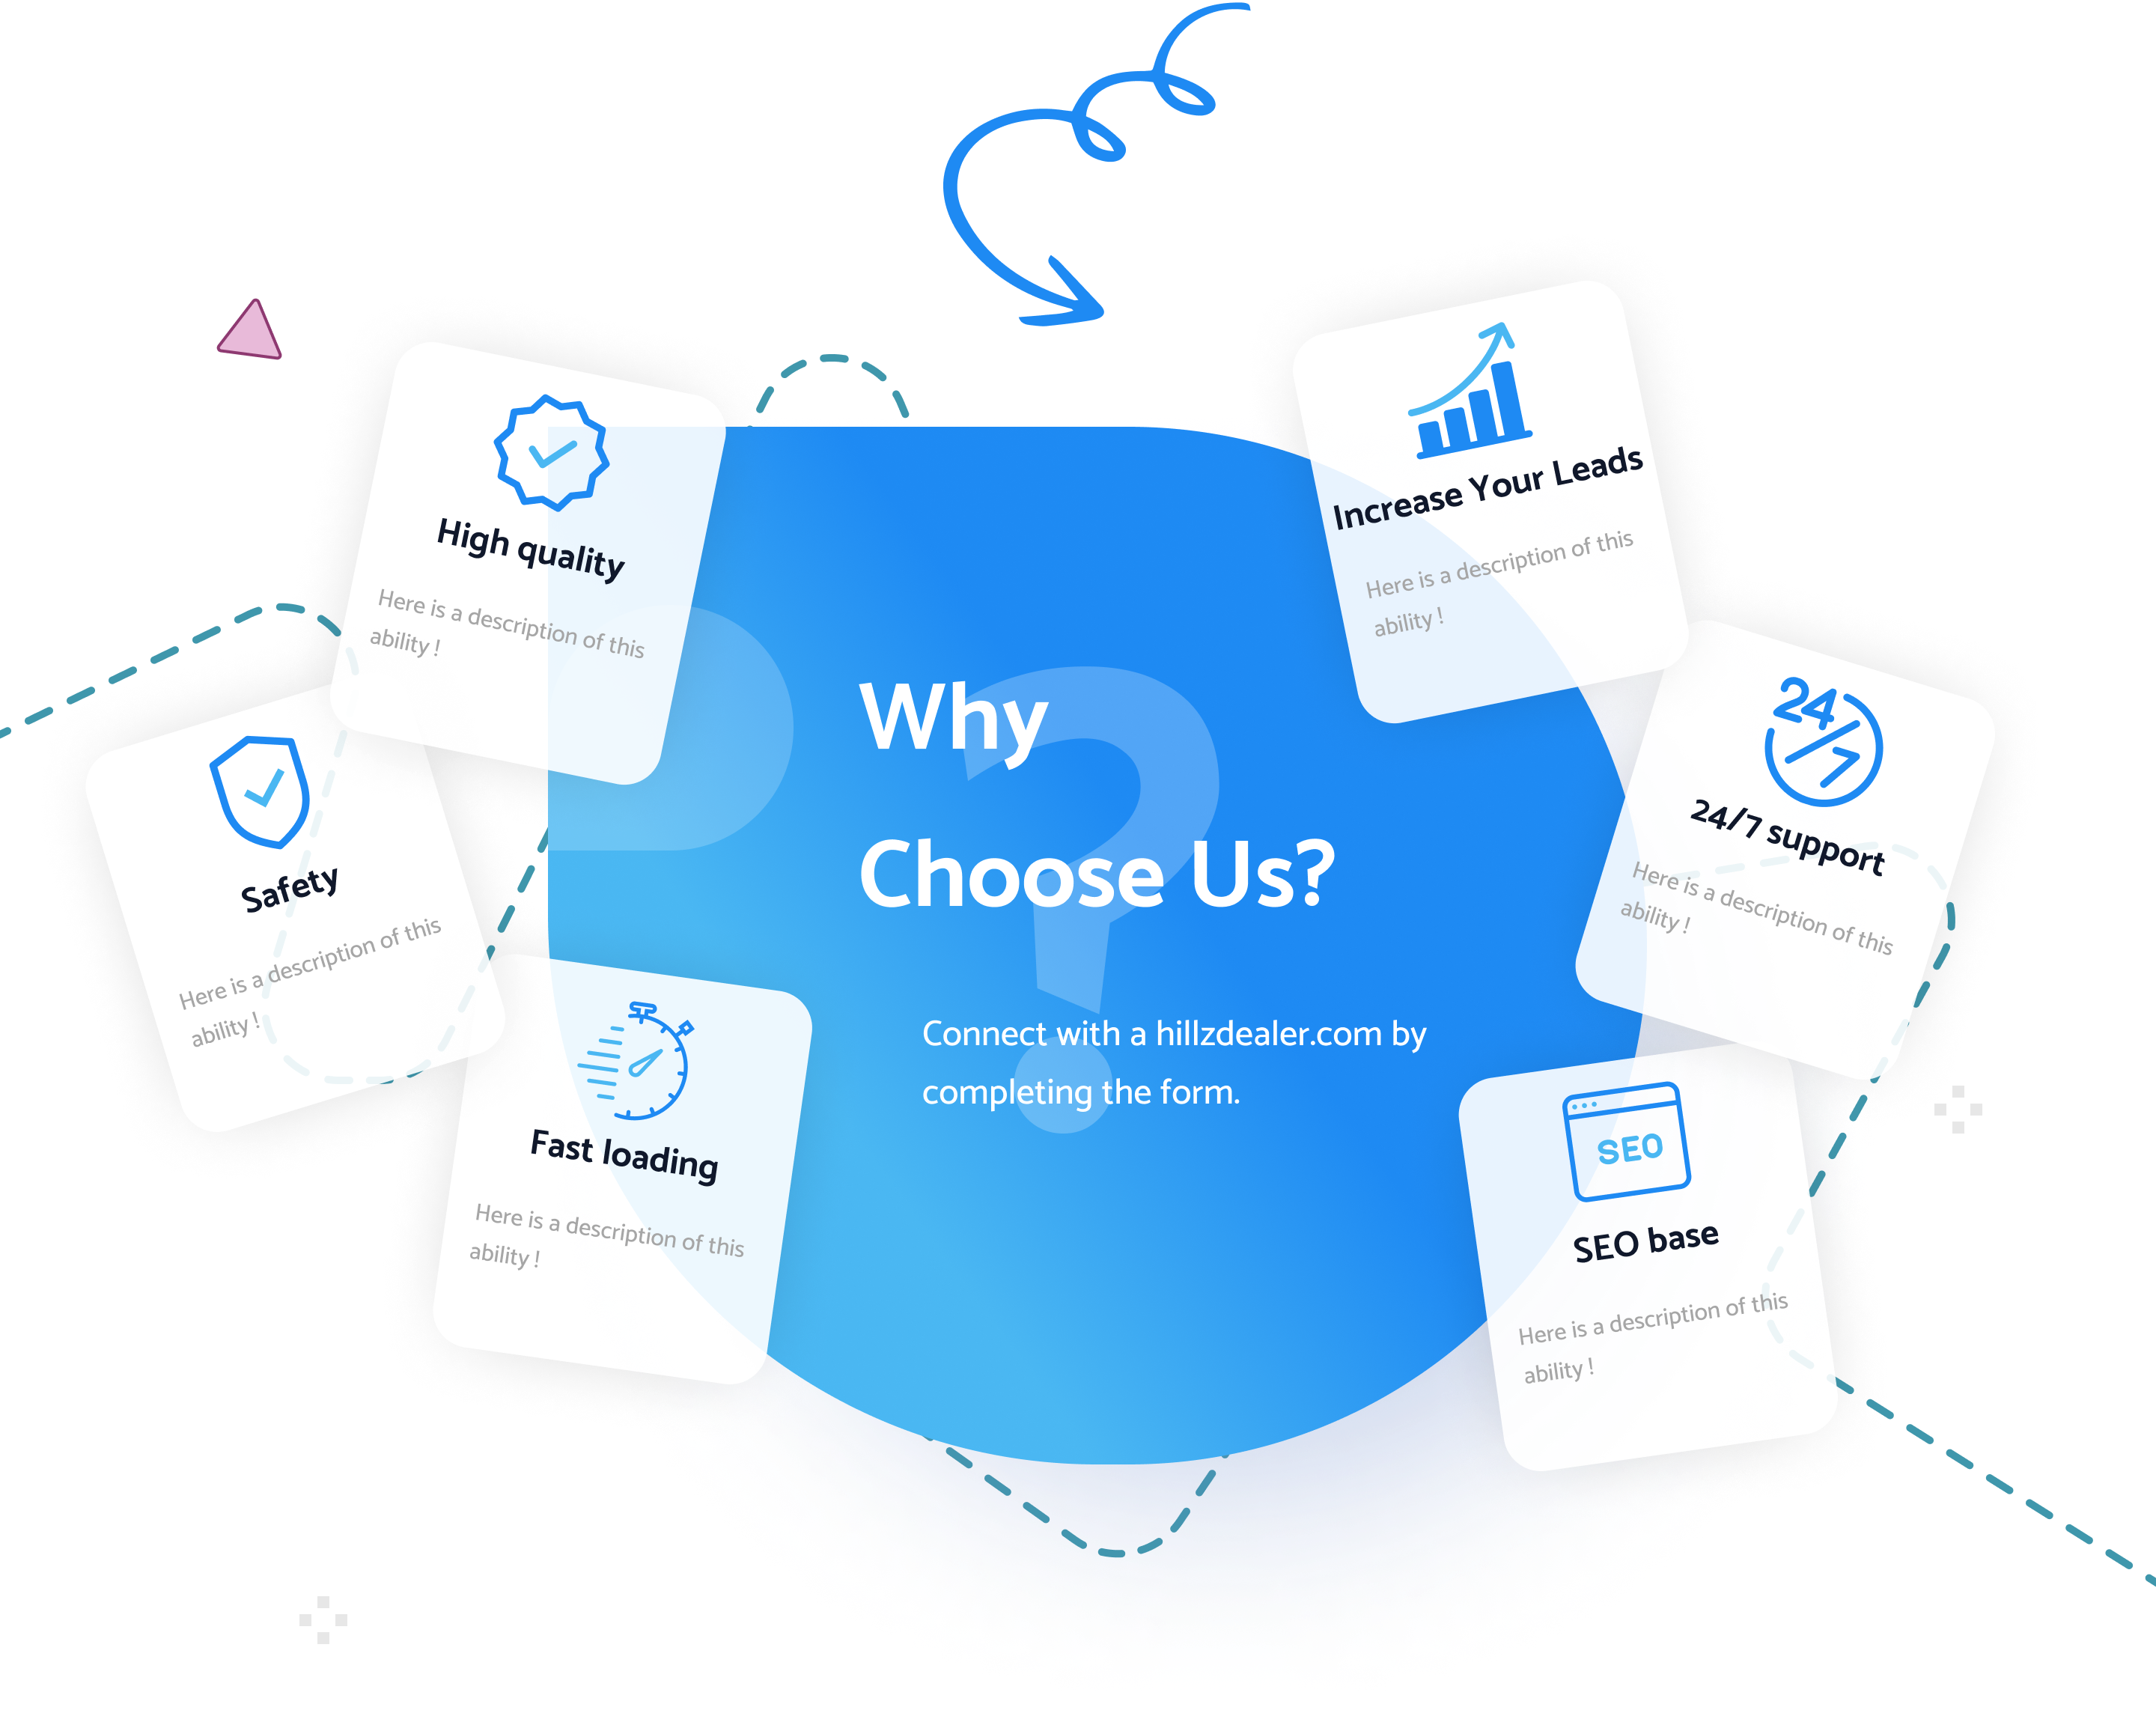 Why
Choose Us?
Connect with a hillzdealer.com by
completing the form.
High quality
Here is a description of this
ability !
Safety
Here is a description of this
ability !
Fast loading
Here is a description of this
ability !
Increase Your Leads
Here is a description of this
ability !
24/7
24/7 support
Here is a description of this
ability !
SEO
SEO base
Here is a description of this
ability !
?